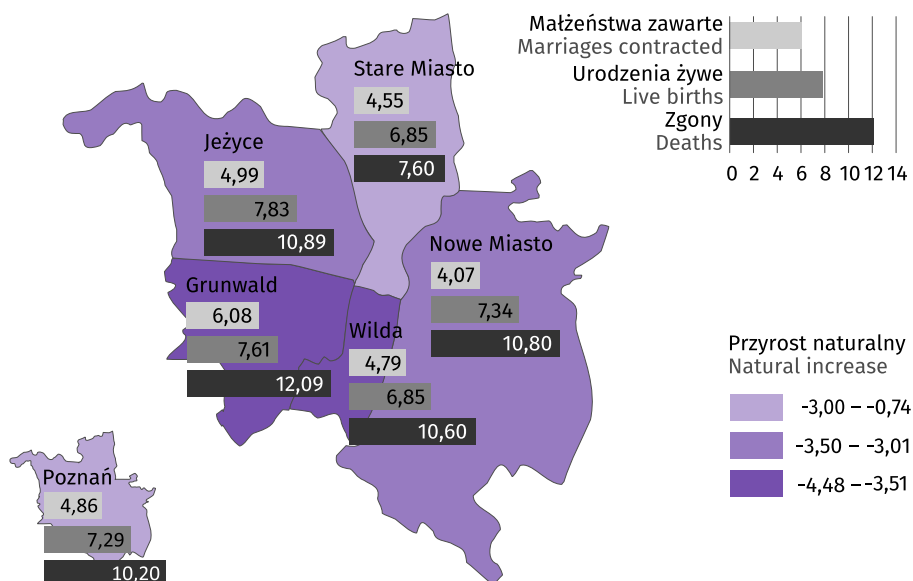 Małżeństwa zawarte
Marriages contracted
Urodzenia żywe
Live births
Zgony
Deaths
0 2 4 6 8 10 12 14
Stare Miasto
4,55
6,85
7,60
Jeżyce
4,99
7,83
10,89
Nowe Miasto
4,07
7,34
10,80
Grunwald
6,08
7,61
12,09
Wilda
4,79
6,85
10,60
Przyrost naturalny
Natural increase
-3,00 – -0,74
-3,50 – -3,01
-4,48 – -3,51
Poznań
4,86
7,29
10,20